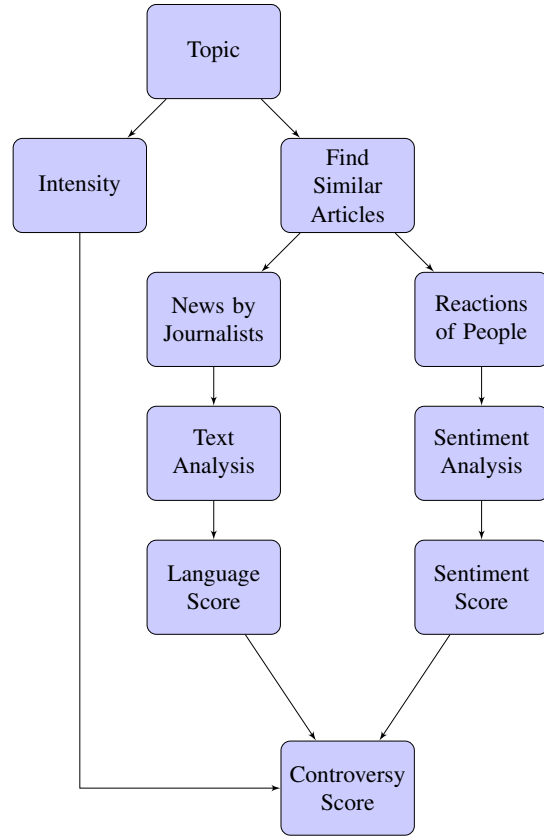 Topic
Intensity
Find
Similar
Articles
News by
Journalists
Reactions
of People
Text
Analysis
Sentiment
Analysis
Language
Score
Sentiment
Score
Controversy
Score